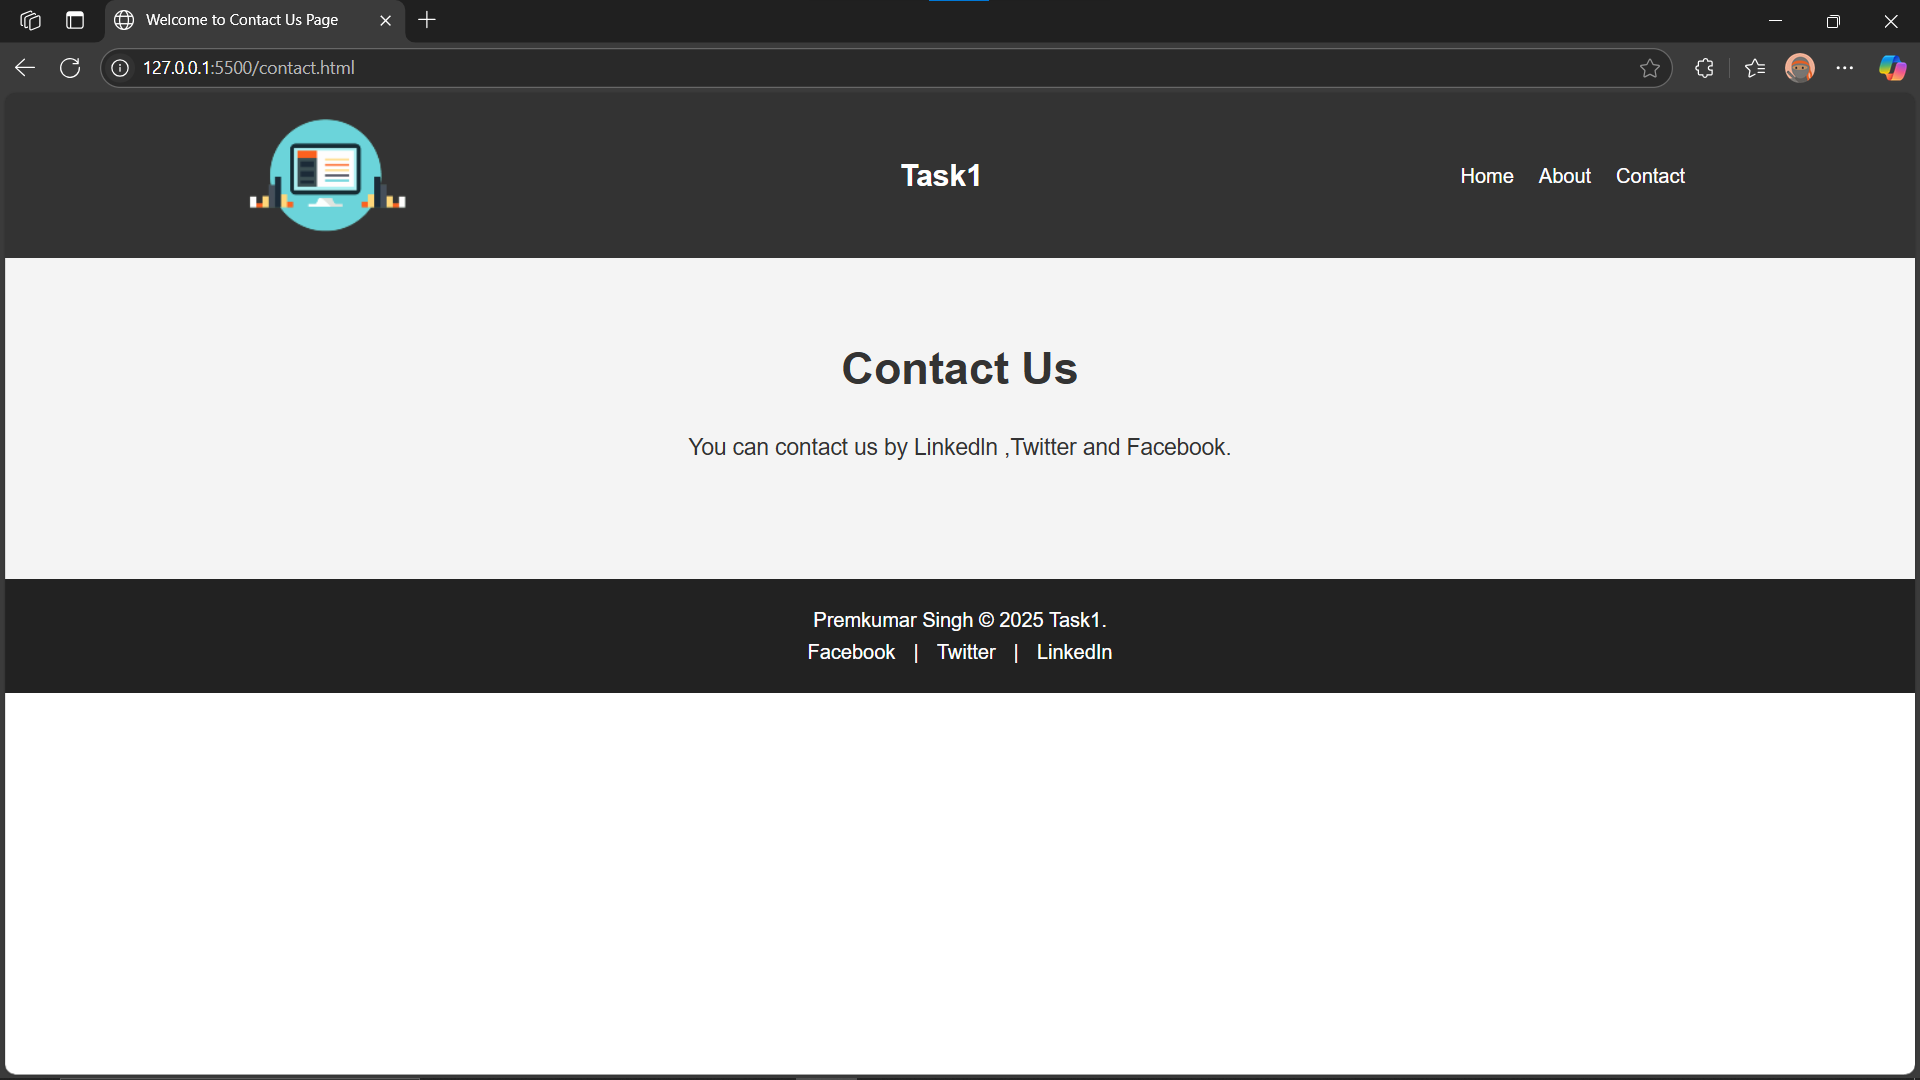 Welcome to Contact Us Page
127.0.0.1:5500/contact.html
Task1
Home About Contact
Contact Us
You can contact us by LinkedIn ,Twitter and Facebook.
Premkumar Singh © 2025 Task1.
Facebook | Twitter | LinkedIn